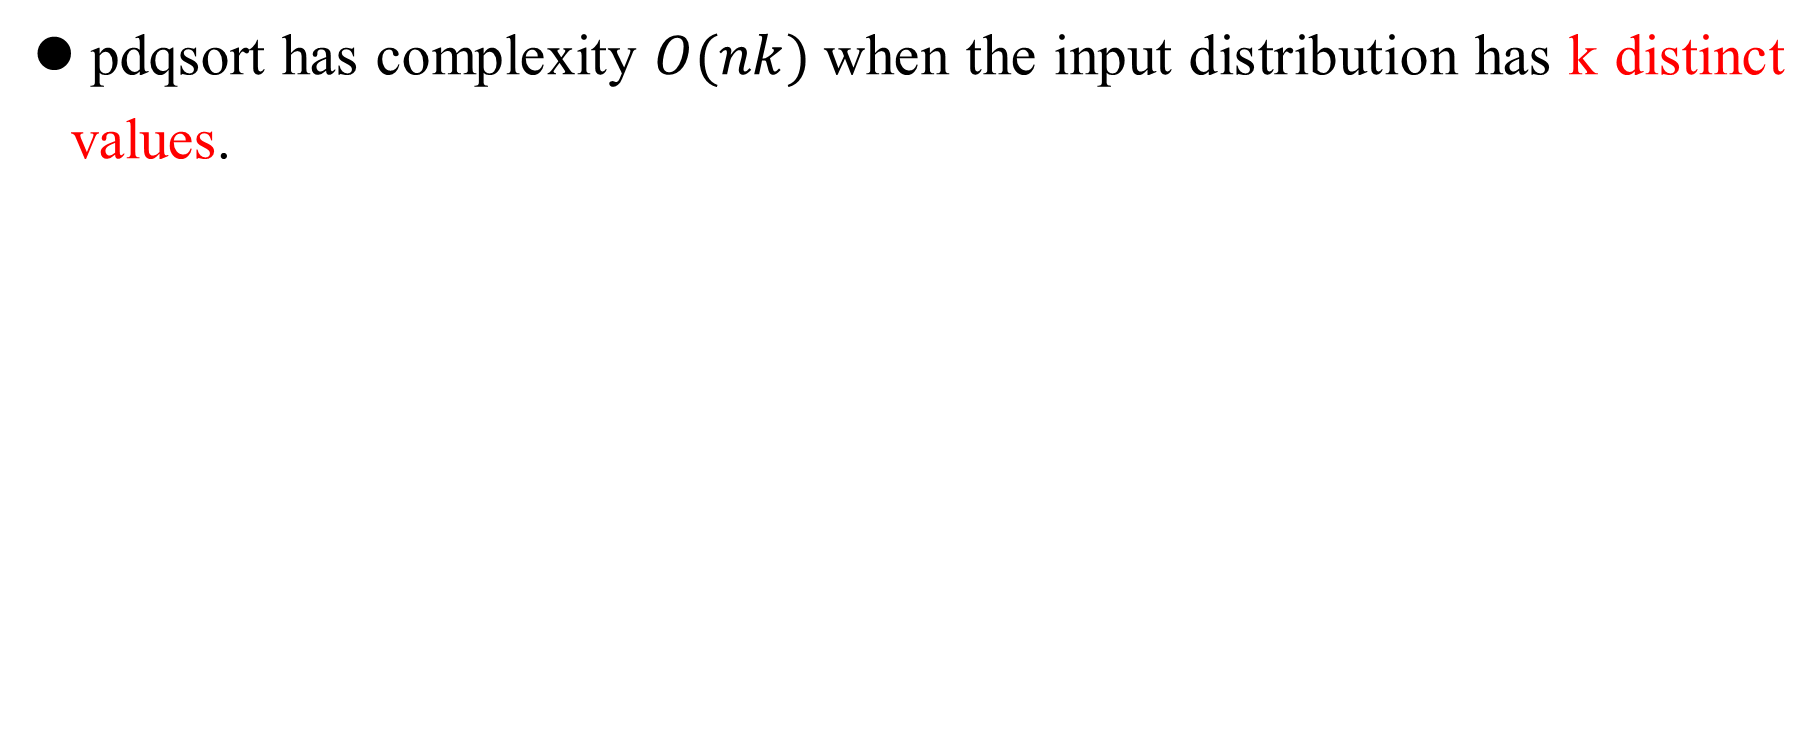 ● pdqsort has complexity 𝑂(𝑛𝑘) when the input distribution has k distinct
values.